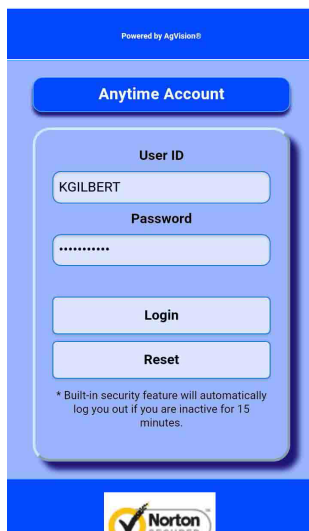 Powered by AgVision®
Anytime Account
User ID
KGILBERT
Password
•••••••••••
Login
Reset
* Built-in security feature will automatically
log you out if you are inactive for 15
minutes.
Norton